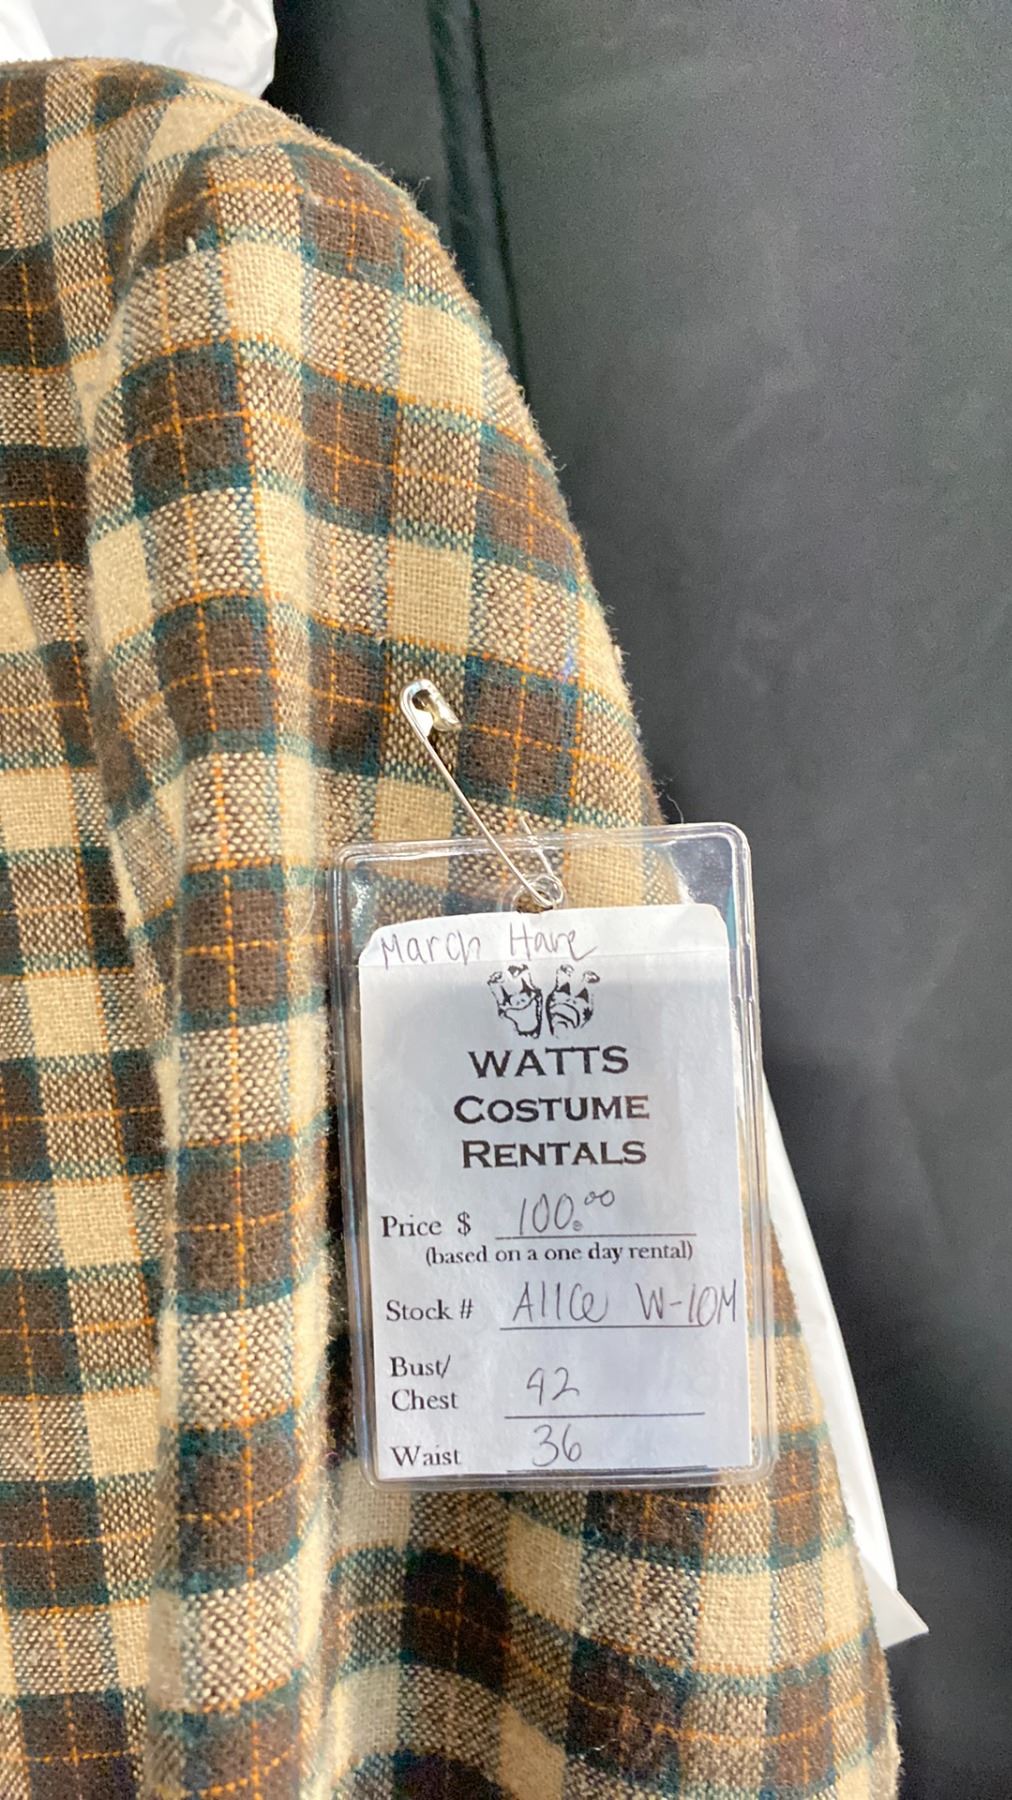 March Hare
WATTS
COSTUME
RENTALS
Price $ 100.00
(based on a one day rental)
Stock # Alice W-10M
Bust/
Chest 42
Waist 36